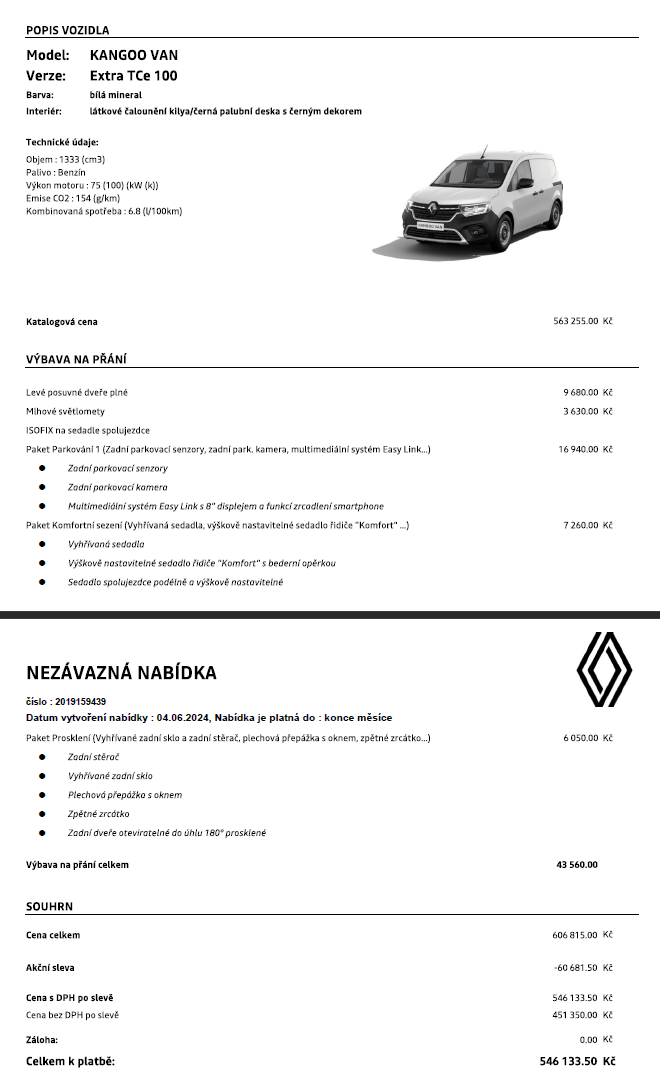 POPIS VOZIDLA
Model: KANGOO VAN
Verze: Extra TCe 100
Barva: bílá mineral
Interiér: látkové čalounění kilya/černá palubní deska s černým dekorem
Technické údaje:
Objem : 1333 (cm3)
Palivo : Benzín
Výkon motoru : 75 (100) (kW (k))
Emise CO2 : 154 (g/km)
Kombinovaná spotřeba : 6.8 (l/100km)
KANGOO VAN
Katalogová cena 563 255.00 Kč
VÝBAVA NA PŘÁNÍ
Levé posuvné dveře plné 9 680.00 Kč
Mlhové světlomety 3 630.00 Kč
ISOFIX na sedadle spolujezdce
Paket Parkování 1 (Zadní parkovací senzory, zadní park. kamera, multimediální systém Easy Link...) 16 940.00 Kč
● Zadní parkovací senzory
● Zadní parkovací kamera
● Multimediální systém Easy Link s 8" displejem a funkcí zrcadlení smartphone
Paket Komfortní sezení (Vyhřívaná sedadla, výškově nastavitelné sedadlo řidiče "Komfort" ...) 7 260.00 Kč
● Vyhřívaná sedadla
● Výškově nastavitelné sedadlo řidiče "Komfort" s bederní opěrkou
● Sedadlo spolujezdce podélně a výškově nastavitelné
NEZÁVAZNÁ NABÍDKA
číslo : 2019159439
Datum vytvoření nabídky : 04.06.2024, Nabídka je platná do : konce měsíce
Paket Prosklení (Vyhřívané zadní sklo a zadní stěrač, plechová přepážka s oknem, zpětné zrcátko...) 6 050.00 Kč
● Zadní stěrač
● Vyhřívané zadní sklo
● Plechová přepážka s oknem
● Zpětné zrcátko
● Zadní dveře oteviratelné do úhlu 180° prosklené
Výbava na přání celkem 43 560.00
SOUHRN
Cena celkem 606 815.00 Kč
Akční sleva -60 681.50 Kč
Cena s DPH po slevě 546 133.50 Kč
Cena bez DPH po slevě 451 350.00 Kč
Záloha: 0.00 Kč
Celkem k platbě: 546 133.50 Kč